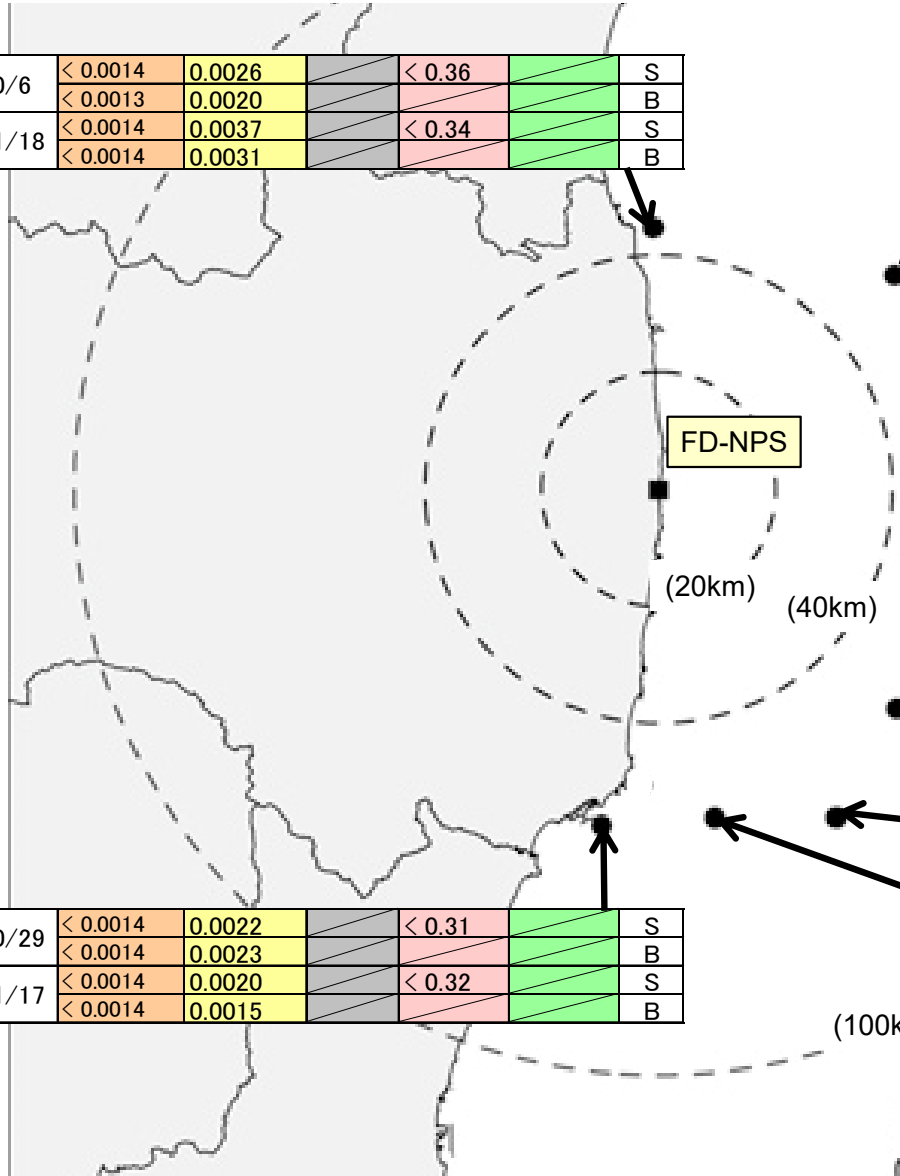 0/6 < 0.0014 0.0026 < 0.36 S
< 0.0013 0.0020 B
1/18 < 0.0014 0.0037 < 0.34 S
< 0.0014 0.0031 B
FD-NPS
(20km)
(40km)
0/29 < 0.0014 0.0022 < 0.31 S
< 0.0014 0.0023 B
1/17 < 0.0014 0.0020 < 0.32 S
< 0.0014 0.0015 B
(100k